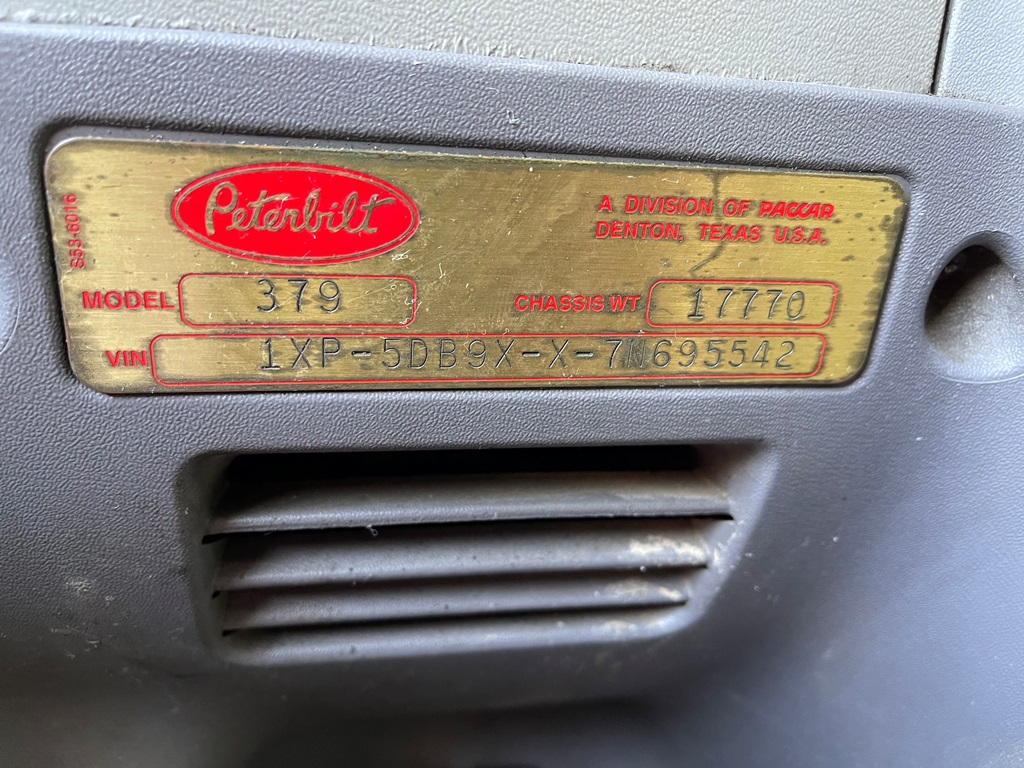 Peterbilt
A DIVISION OF PACCAR
DENTON, TEXAS U.S.A.
S53-6016
MODEL 379
CHASSIS WT 17770
VIN 1XP-5DB9X-X-7N695542